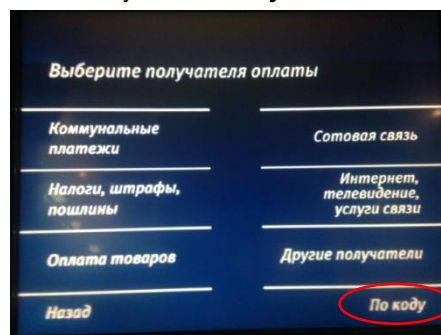 Выберите получателя оплаты
Коммунальные
платежи
Сотовая связь
Налоги, штрафы,
пошлины
Интернет,
телевидение,
услуги связи
Оплата товаров
Другие получатели
Назад
По коду